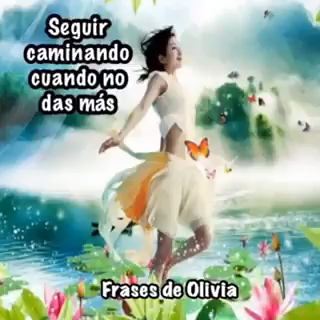 Seguir
caminando
cuando no
das más
Frases de Olivia